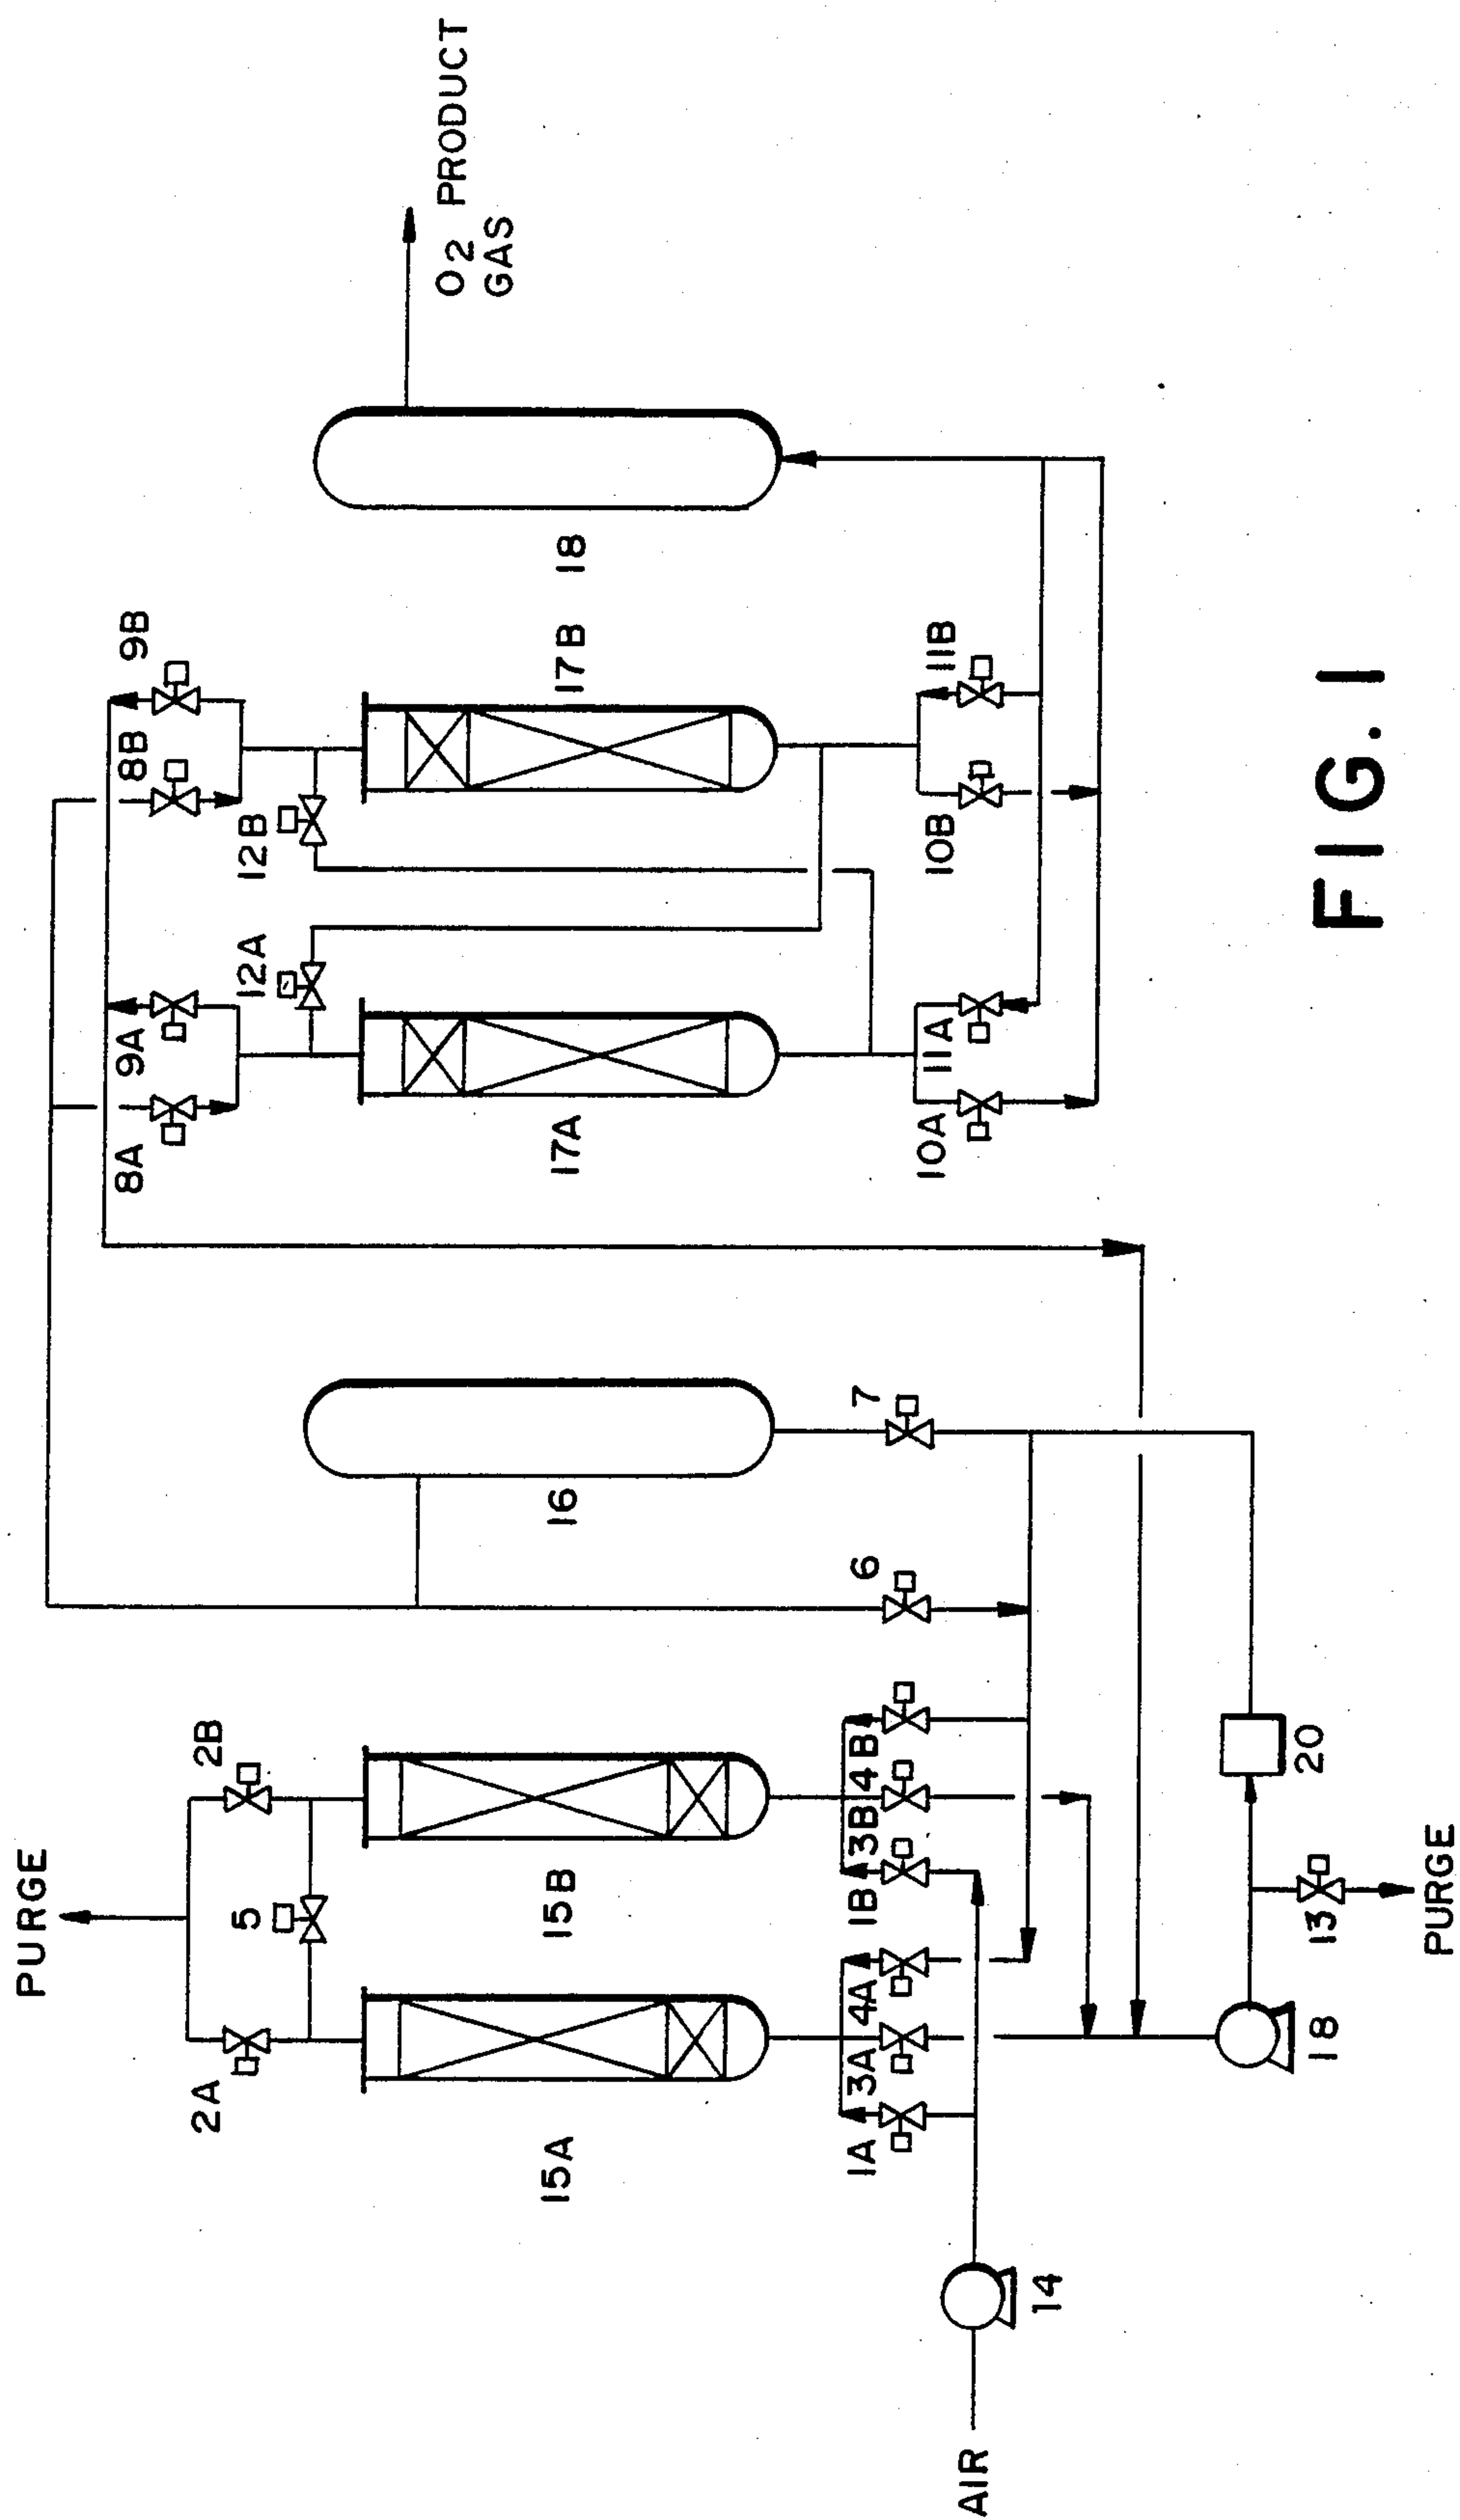 PURGE
2A
5
2B
15A
15B
16
1A
3A
4A
1B
3B
4B
6
7
AIR
14
18
13
PURGE
20
8A
9A
8B
9B
12A
12B
17A
17B
18
10A
11A
10B
11B
O2 PRODUCT
GAS
FIG. 1